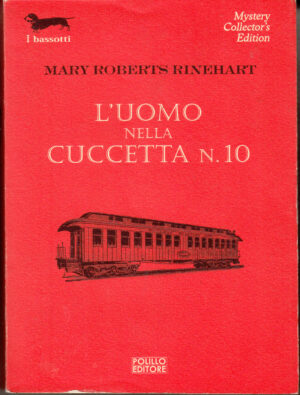 I bassotti
Mystery
Collector's
Edition
MARY ROBERTS RINEHART
L'UOMO
NELLA
CUCCETTA N.10
POLILLO
EDITORE